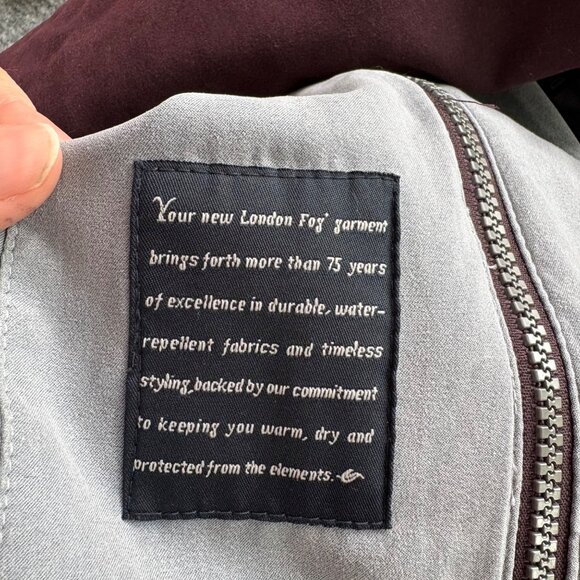 Your new London Fog® garment
brings forth more than 75 years
of excellence in durable, water-
repellent fabrics and timeless
styling, backed by our commitment
to keeping you warm, dry and
protected from the elements.